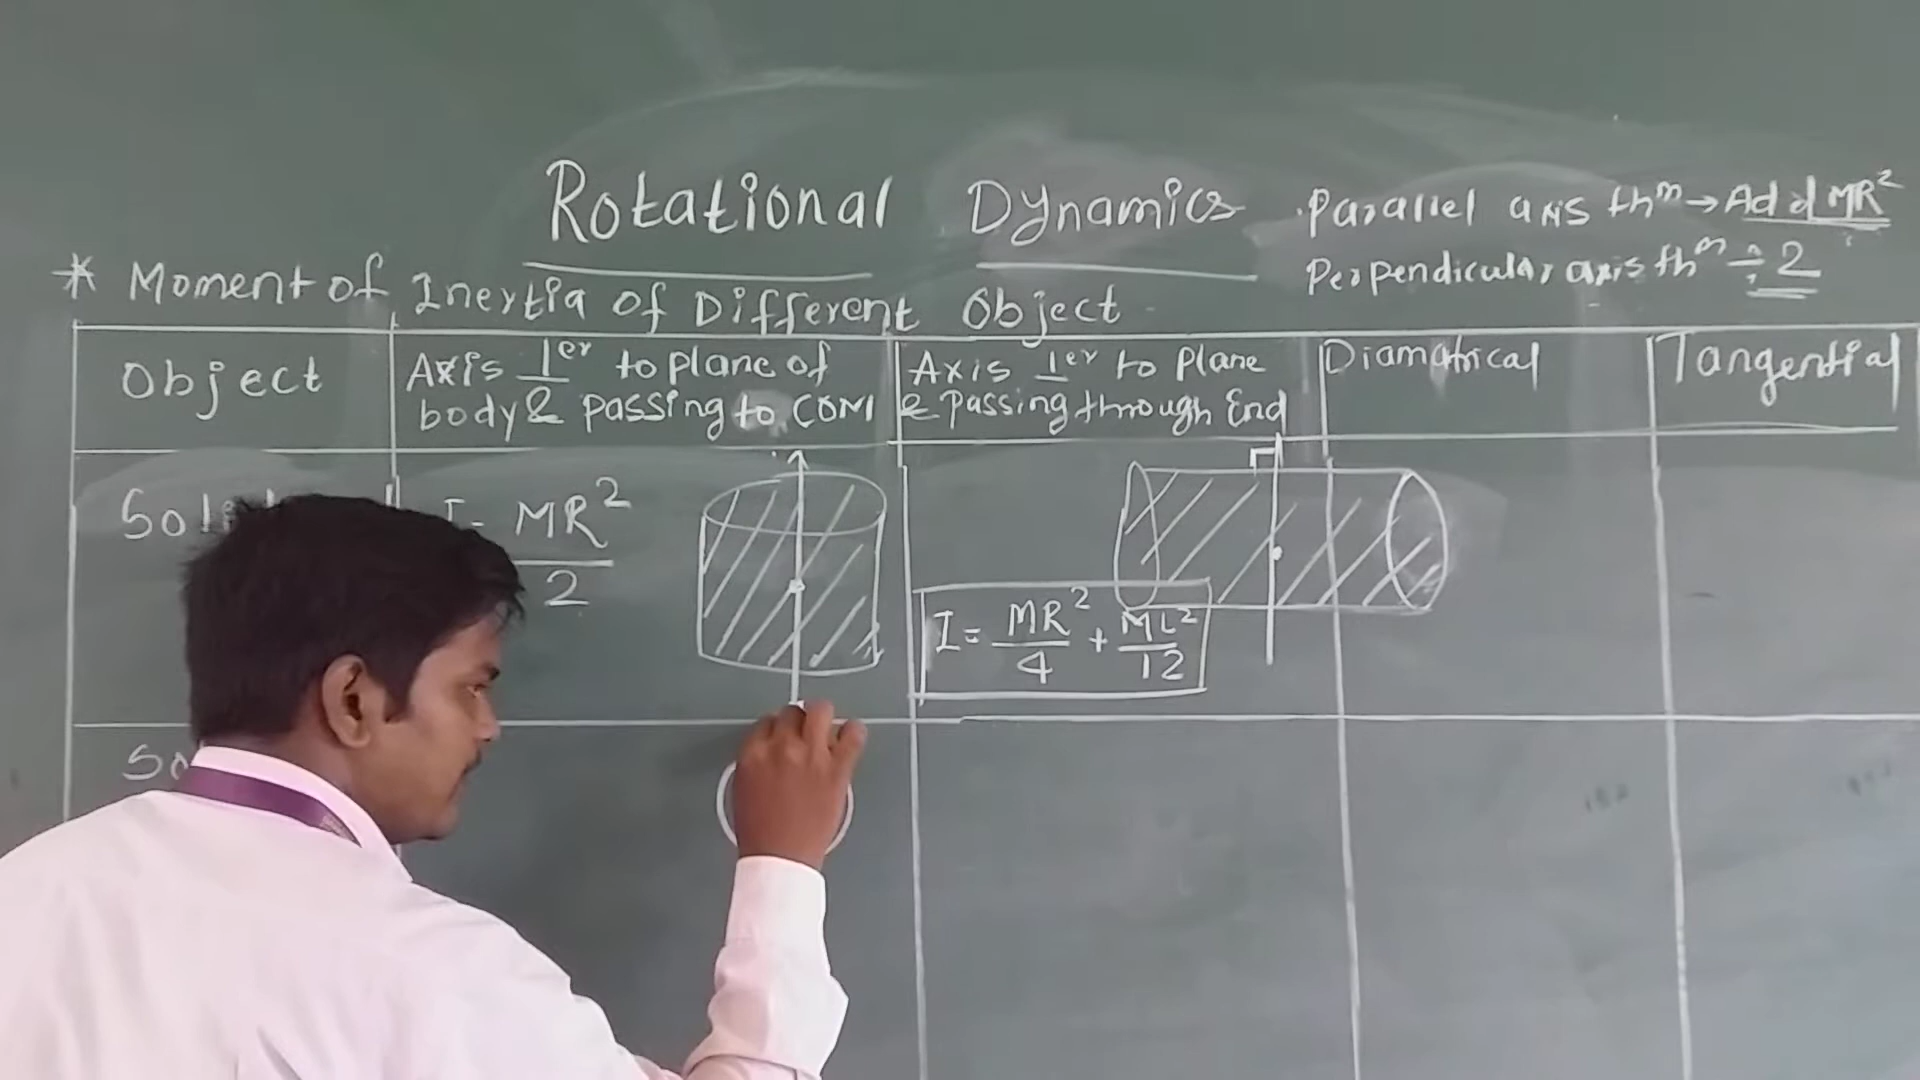 Rotational Dynamics
Parallel axis thm → Add MR²
Perpendicular axis thm ÷ 2
* Moment of Inertia of Different Object
Object
Axis ⊥er to plane of
body & passing to COM
Axis ⊥er to plane
& passing through End
Diamatrical
Tangential
I = MR²
2
I = MR²/4 + ML²/12